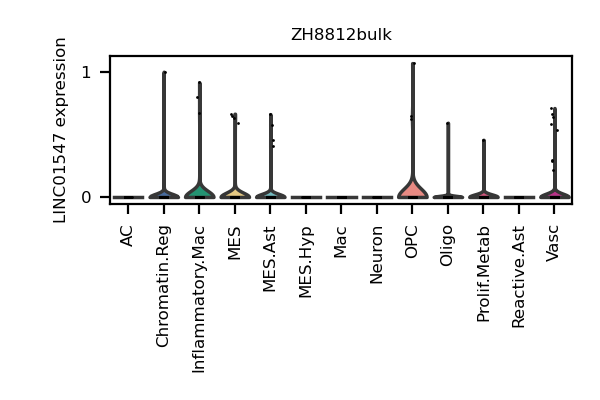 ZH8812bulk
LINC01547 expression
1
0
AC
Chromatin.Reg
Inflammatory.Mac
MES
MES.Ast
MES.Hyp
Mac
Neuron
OPC
Oligo
Prolif.Metab
Reactive.Ast
Vasc